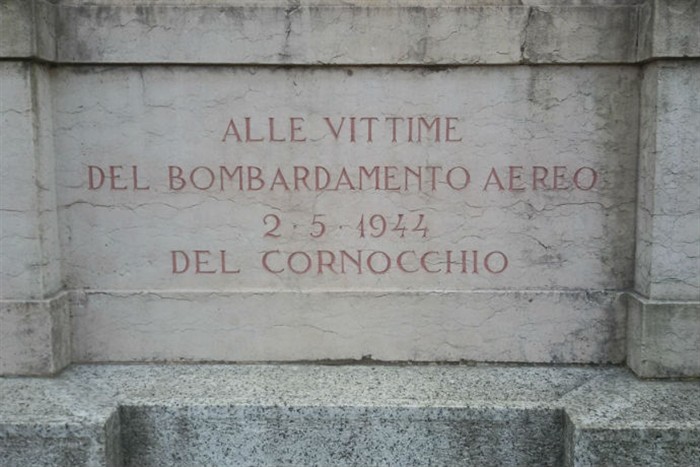 ALLE VITTIME
DEL BOMBARDAMENTO AEREO
2·5·1944
DEL CORNOCCHIO